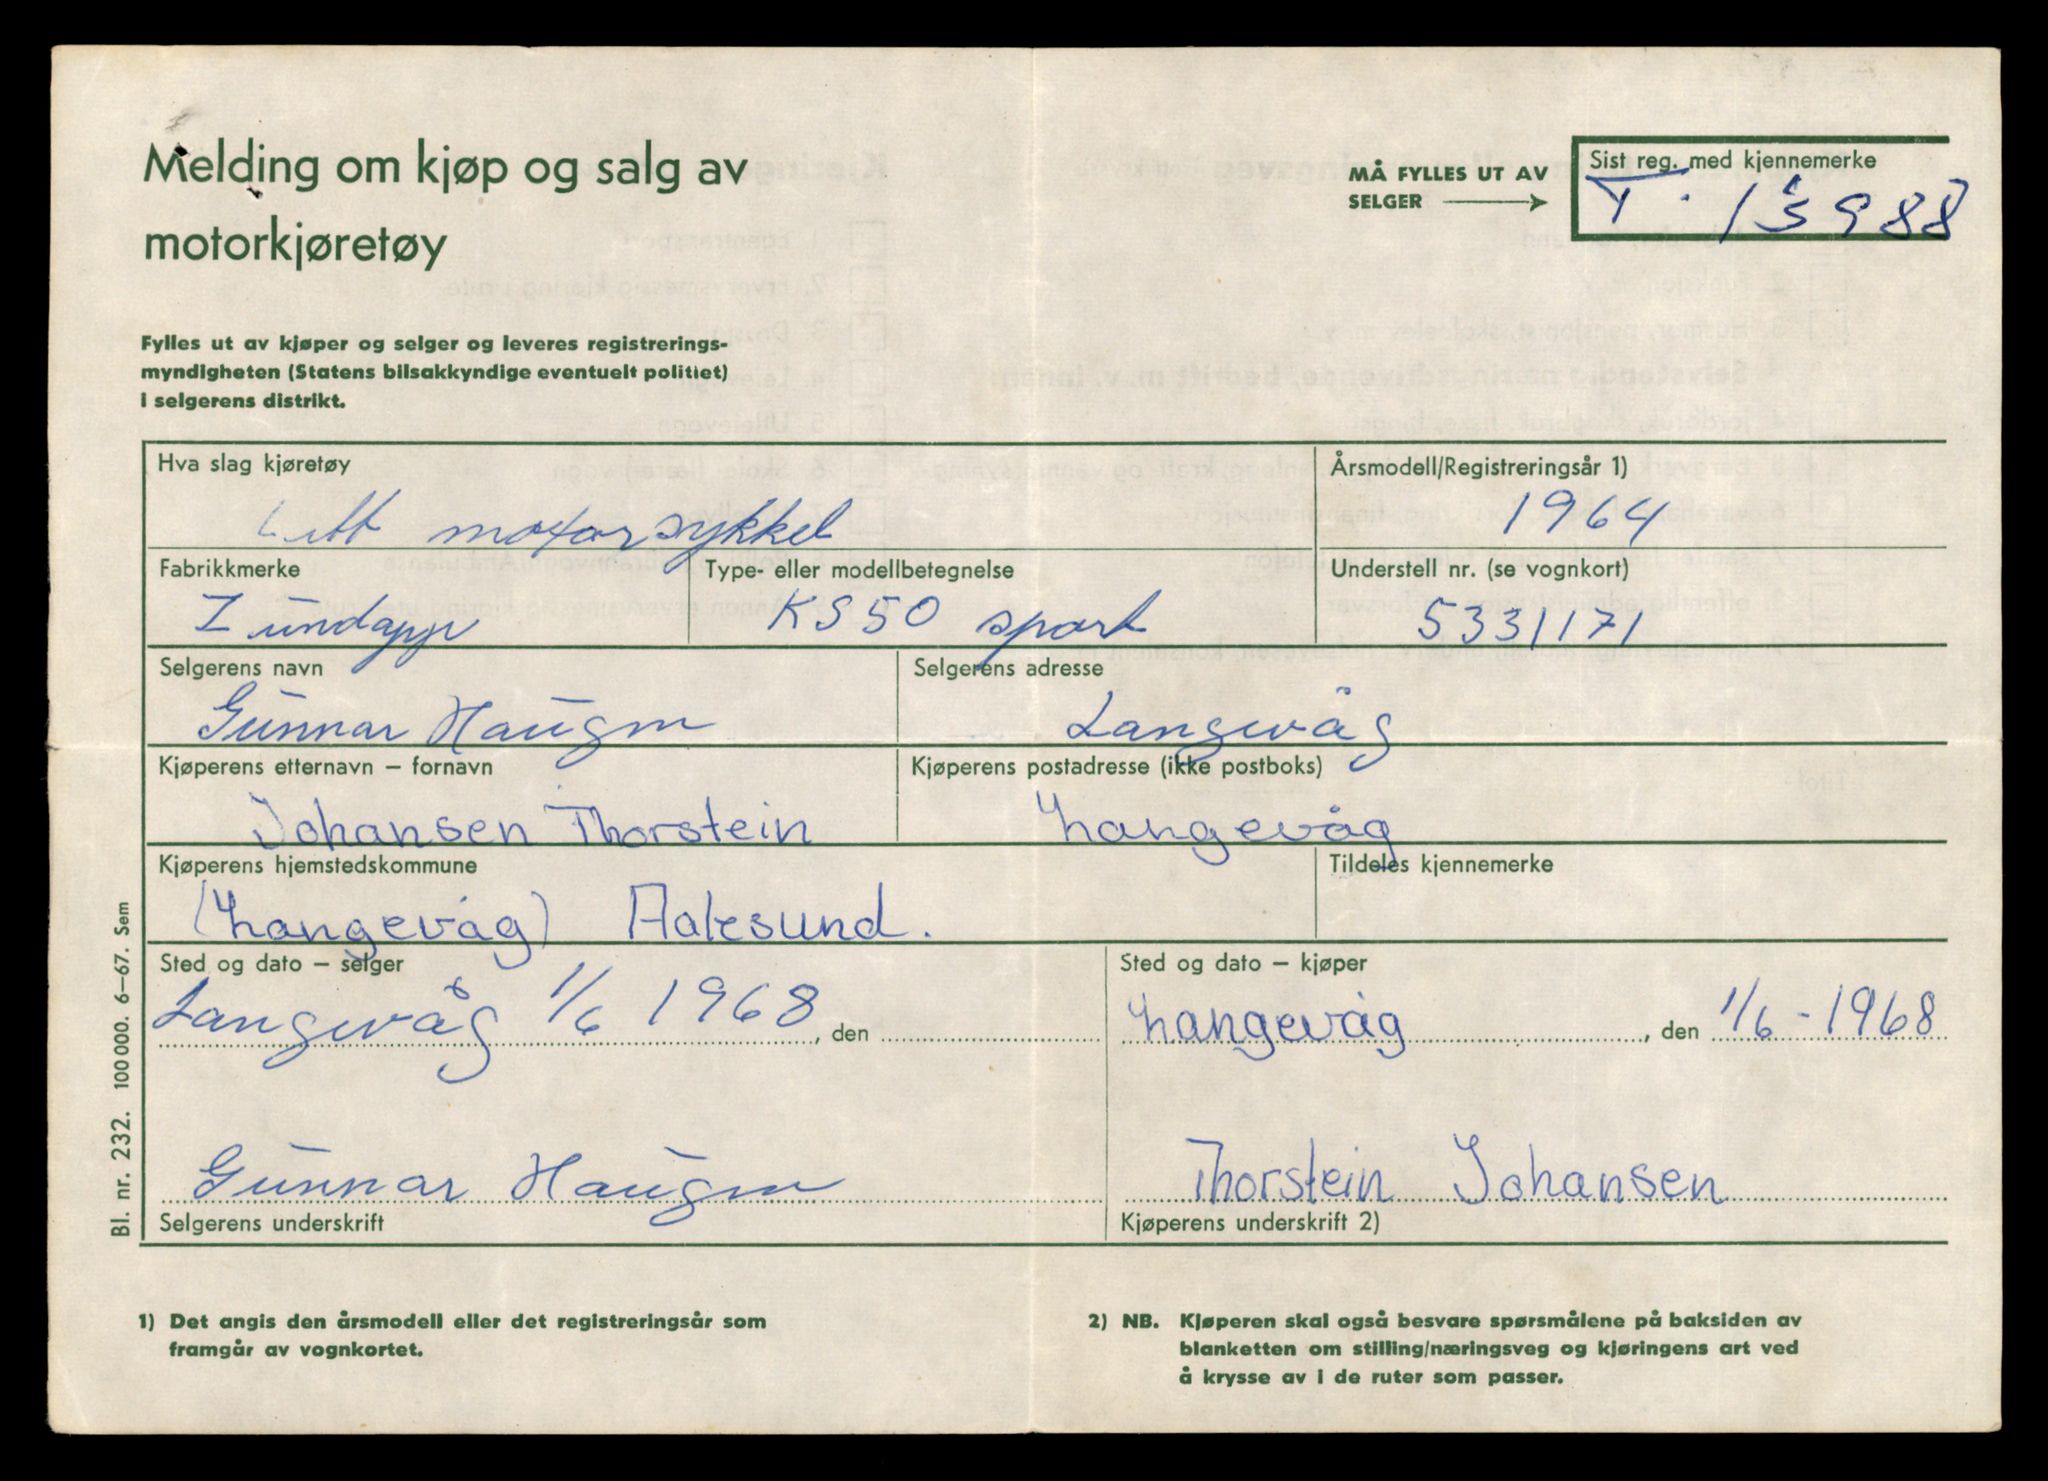 Melding om kjøp og salg av
motorkjøretøy
MÅ FYLLES UT AV
SELGER
Sist reg. med kjennemerke
T. 13988
Fylles ut av kjøper og selger og leveres registrerings-
myndigheten (Statens bilsakkyndige eventuelt politiet)
i selgerens distrikt.
Hva slag kjøretøy
Lett motorsykkel
Årsmodell/Registreringsår 1)
1964
Fabrikkmerke
Zundapp
Type- eller modellbetegnelse
KS 50 sport
Understell nr. (se vognkort)
5331171
Selgerens navn
Gunnar Haugen
Selgerens adresse
Langevåg
Kjøperens etternavn – fornavn
Johansen Thorstein
Kjøperens postadresse (ikke postboks)
Langevåg
Kjøperens hjemstedskommune
(Langevåg) Aalesund.
Tildeles kjennemerke
Sted og dato – selger
Langevåg 1/6 1968, den
Sted og dato – kjøper
Langevåg, den 1/6-1968
Gunnar Haugen
Selgerens underskrift
Thorstein Johansen
Kjøperens underskrift 2)
Bl. nr. 232. 100 000. 6–67. Sem
1) Det angis den årsmodell eller det registreringsår som
framgår av vognkortet.
2) NB. Kjøperen skal også besvare spørsmålene på baksiden av
blanketten om stilling/næringsveg og kjøringens art ved
å krysse av i de ruter som passer.